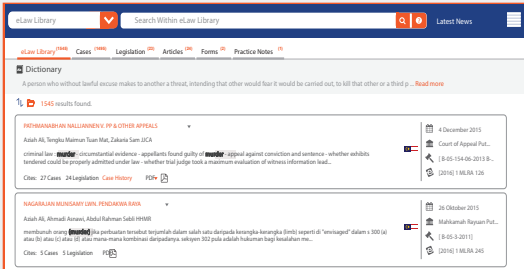 eLaw Library
Search Within eLaw Library
Latest News
eLaw Library (1545) Cases (1485) Legislation (22) Articles (28) Forms (2) Practice Notes (7)
Dictionary
A person who without lawful excuse makes to another a threat, intending that other would fear it would be carried out, to kill that other or a third p ... Read more
1545 results found.
PATHMANABHAN NALLIANNEN V. PP & OTHER APPEALS
Aziah Ali, Tengku Maimun Tuan Mat, Zakaria Sam JJCA
criminal law : murder - circumstantial evidence - appellants found guilty of murder - appeal against conviction and sentence - whether exhibits
tendered could be properly admitted under law - whether trial judge took a maximum evaluation of witness information lead...
Cites: 27 Cases 24 Legislation Case History PDF
4 December 2015
Court of Appeal Put...
[ B-05-154-06-2013 B-...
[2016] 1 MLRA 126
NAGARAJAN MUNISAMY LWN. PENDAKWA RAYA
Aziah Ali, Ahmadi Asnawi, Abdul Rahman Sebli HHMR
membunuh orang (murder) jika perbuatan tersebut terjumlah dalam salah satu daripada kerangka-kerangka (limb) seperti di "envisaged" dalam s 300 (a)
atau (b) atau (c) atau (d) atau mana-mana kombinasi daripadanya. seksyen 302 pula adalah hukuman bagi kesalahan me...
Cites: 5 Cases 5 Legislation PDF
26 Oktober 2015
Mahkamah Rayuan Put...
[ B-05-3-2011]
[2016] 1 MLRA 245